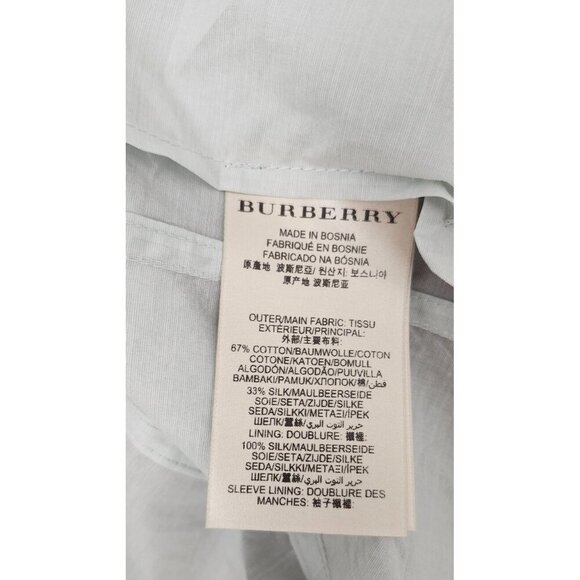 BURBERRY
MADE IN BOSNIA
FABRIQUÉ EN BOSNIE
FABRICADO NA BÓSNIA
原產地 波斯尼亞/ 원산지: 보스니아
原产地 波斯尼亚
OUTER/MAIN FABRIC: TISSU
EXTÉRIEUR/PRINCIPAL:
外部/主要布料:
67% COTTON/BAUMWOLLE/COTON
COTONE/KATOEN/BOMULL
ALGODÓN/ALGODÃO/PUUVILLA
BAMBAKI/PAMUK/ХЛОПОК/棉/قطن
33% SILK/MAULBEERSEIDE
SOIE/SETA/ZIJDE/SILKE
SEDA/SILKKI/ΜΕΤΑΞΙ/İPEK
ШЕЛК/蠶絲/حرير التوت البري
LINING: DOUBLURE: 襯裡:
100% SILK/MAULBEERSEIDE
SOIE/SETA/ZIJDE/SILKE
SEDA/SILKKI/ΜΕΤΑΞΙ/İPEK
ШЕЛК/蠶絲/حرير التوت البري
SLEEVE LINING: DOUBLURE DES
MANCHES: 袖子襯裡: